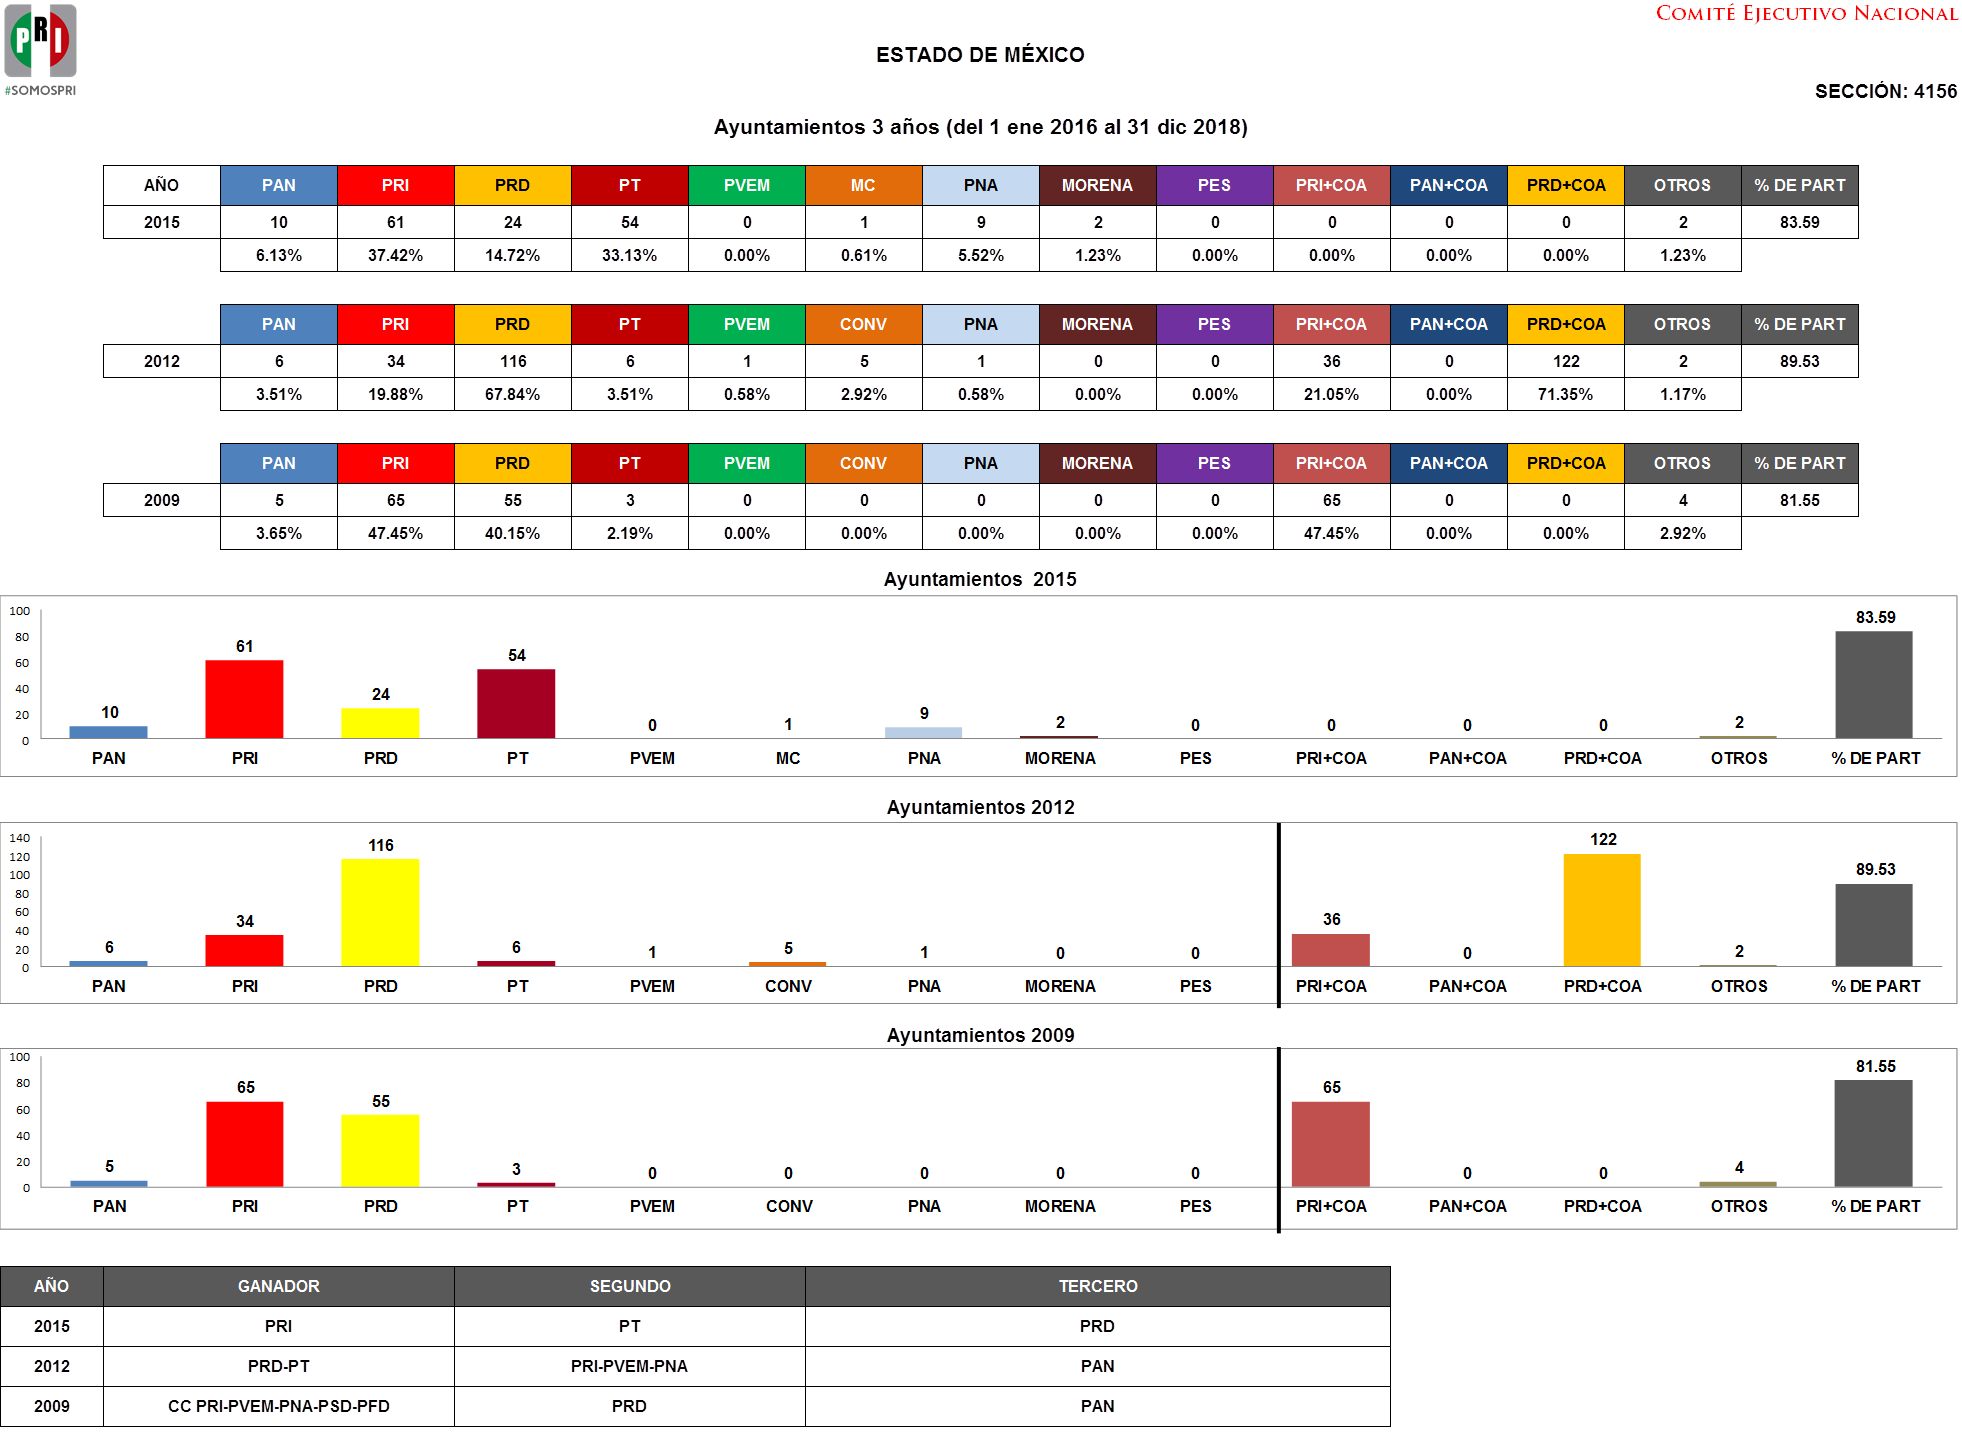 COMITÉ EJECUTIVO NACIONAL
PRI
#SOMOSPRI
ESTADO DE MÉXICO
SECCIÓN: 4156
Ayuntamientos 3 años (del 1 ene 2016 al 31 dic 2018)
AÑO PAN PRI PRD PT PVEM MC PNA MORENA PES PRI+COA PAN+COA PRD+COA OTROS % DE PART
2015 10 61 24 54 0 1 9 2 0 0 0 0 2 83.59
6.13% 37.42% 14.72% 33.13% 0.00% 0.61% 5.52% 1.23% 0.00% 0.00% 0.00% 0.00% 1.23%
PAN PRI PRD PT PVEM CONV PNA MORENA PES PRI+COA PAN+COA PRD+COA OTROS % DE PART
2012 6 34 116 6 1 5 1 0 0 36 0 122 2 89.53
3.51% 19.88% 67.84% 3.51% 0.58% 2.92% 0.58% 0.00% 0.00% 21.05% 0.00% 71.35% 1.17%
PAN PRI PRD PT PVEM CONV PNA MORENA PES PRI+COA PAN+COA PRD+COA OTROS % DE PART
2009 5 65 55 3 0 0 0 0 0 65 0 0 4 81.55
3.65% 47.45% 40.15% 2.19% 0.00% 0.00% 0.00% 0.00% 0.00% 47.45% 0.00% 0.00% 2.92%
Ayuntamientos 2015
100
80
60
40
20
0
10 61 24 54 0 1 9 2 0 0 0 0 2 83.59
PAN PRI PRD PT PVEM MC PNA MORENA PES PRI+COA PAN+COA PRD+COA OTROS % DE PART
Ayuntamientos 2012
140
120
100
80
60
40
20
0
6 34 116 6 1 5 1 0 0 36 0 122 2 89.53
PAN PRI PRD PT PVEM CONV PNA MORENA PES PRI+COA PAN+COA PRD+COA OTROS % DE PART
Ayuntamientos 2009
100
80
60
40
20
0
5 65 55 3 0 0 0 0 0 65 0 0 4 81.55
PAN PRI PRD PT PVEM CONV PNA MORENA PES PRI+COA PAN+COA PRD+COA OTROS % DE PART
AÑO GANADOR SEGUNDO TERCERO
2015 PRI PT PRD
2012 PRD-PT PRI-PVEM-PNA PAN
2009 CC PRI-PVEM-PNA-PSD-PFD PRD PAN